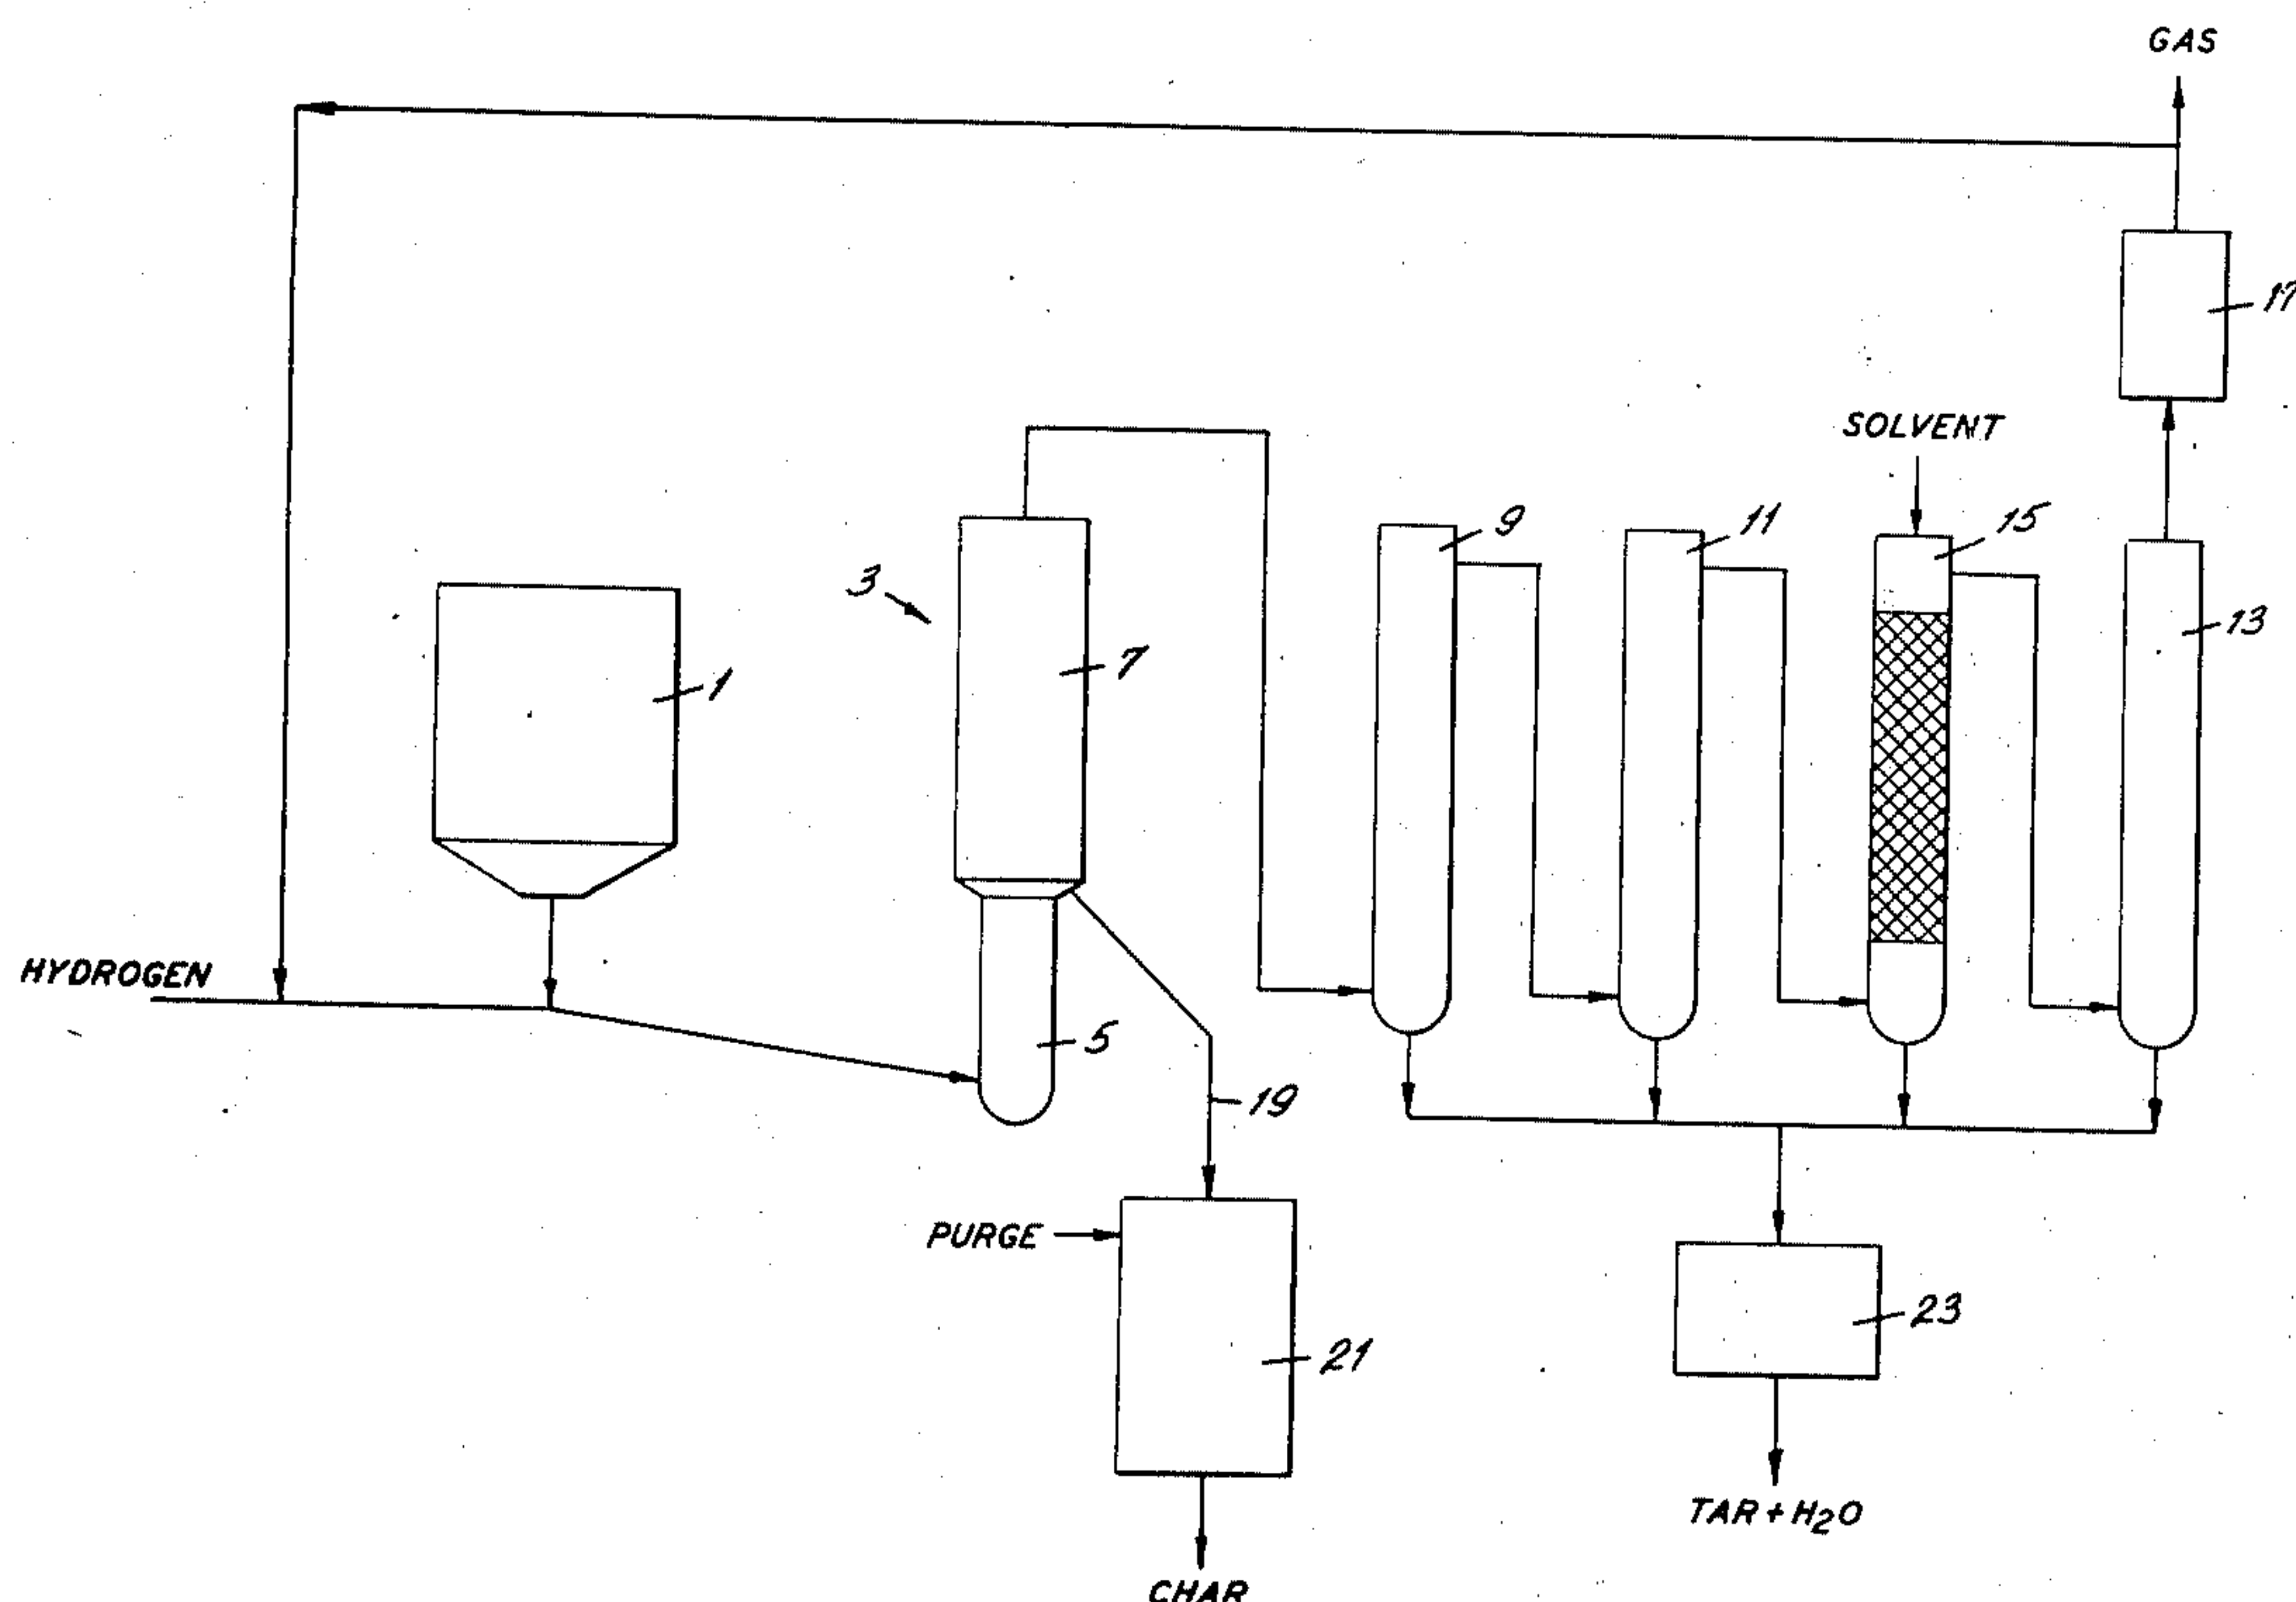 GAS
17
SOLVENT
9
11
15
3
13
7
1
HYDROGEN
5
19
PURGE
23
21
TAR + H2O
CHAR